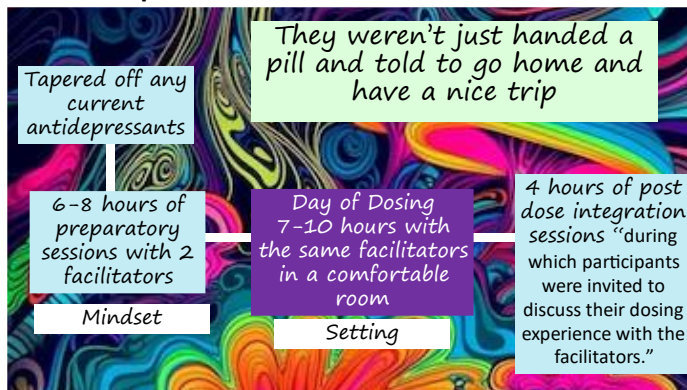 They weren't just handed a
pill and told to go home and
have a nice trip
Tapered off any
current
antidepressants
6-8 hours of
preparatory
sessions with 2
facilitators
Mindset
Day of Dosing
7-10 hours with
the same facilitators
in a comfortable
room
Setting
4 hours of post
dose integration
sessions “during
which participants
were invited to
discuss their dosing
experience with the
facilitators.”